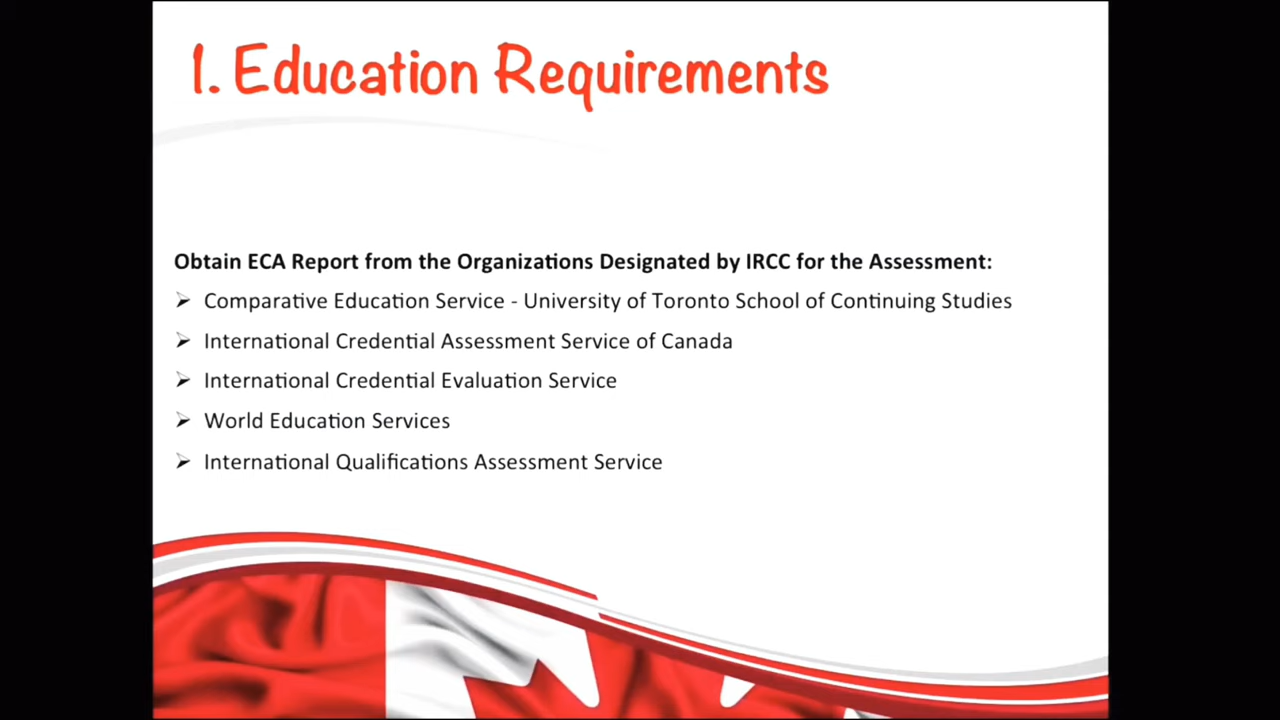 1. Education Requirements
Obtain ECA Report from the Organizations Designated by IRCC for the Assessment:
➢ Comparative Education Service - University of Toronto School of Continuing Studies
➢ International Credential Assessment Service of Canada
➢ International Credential Evaluation Service
➢ World Education Services
➢ International Qualifications Assessment Service